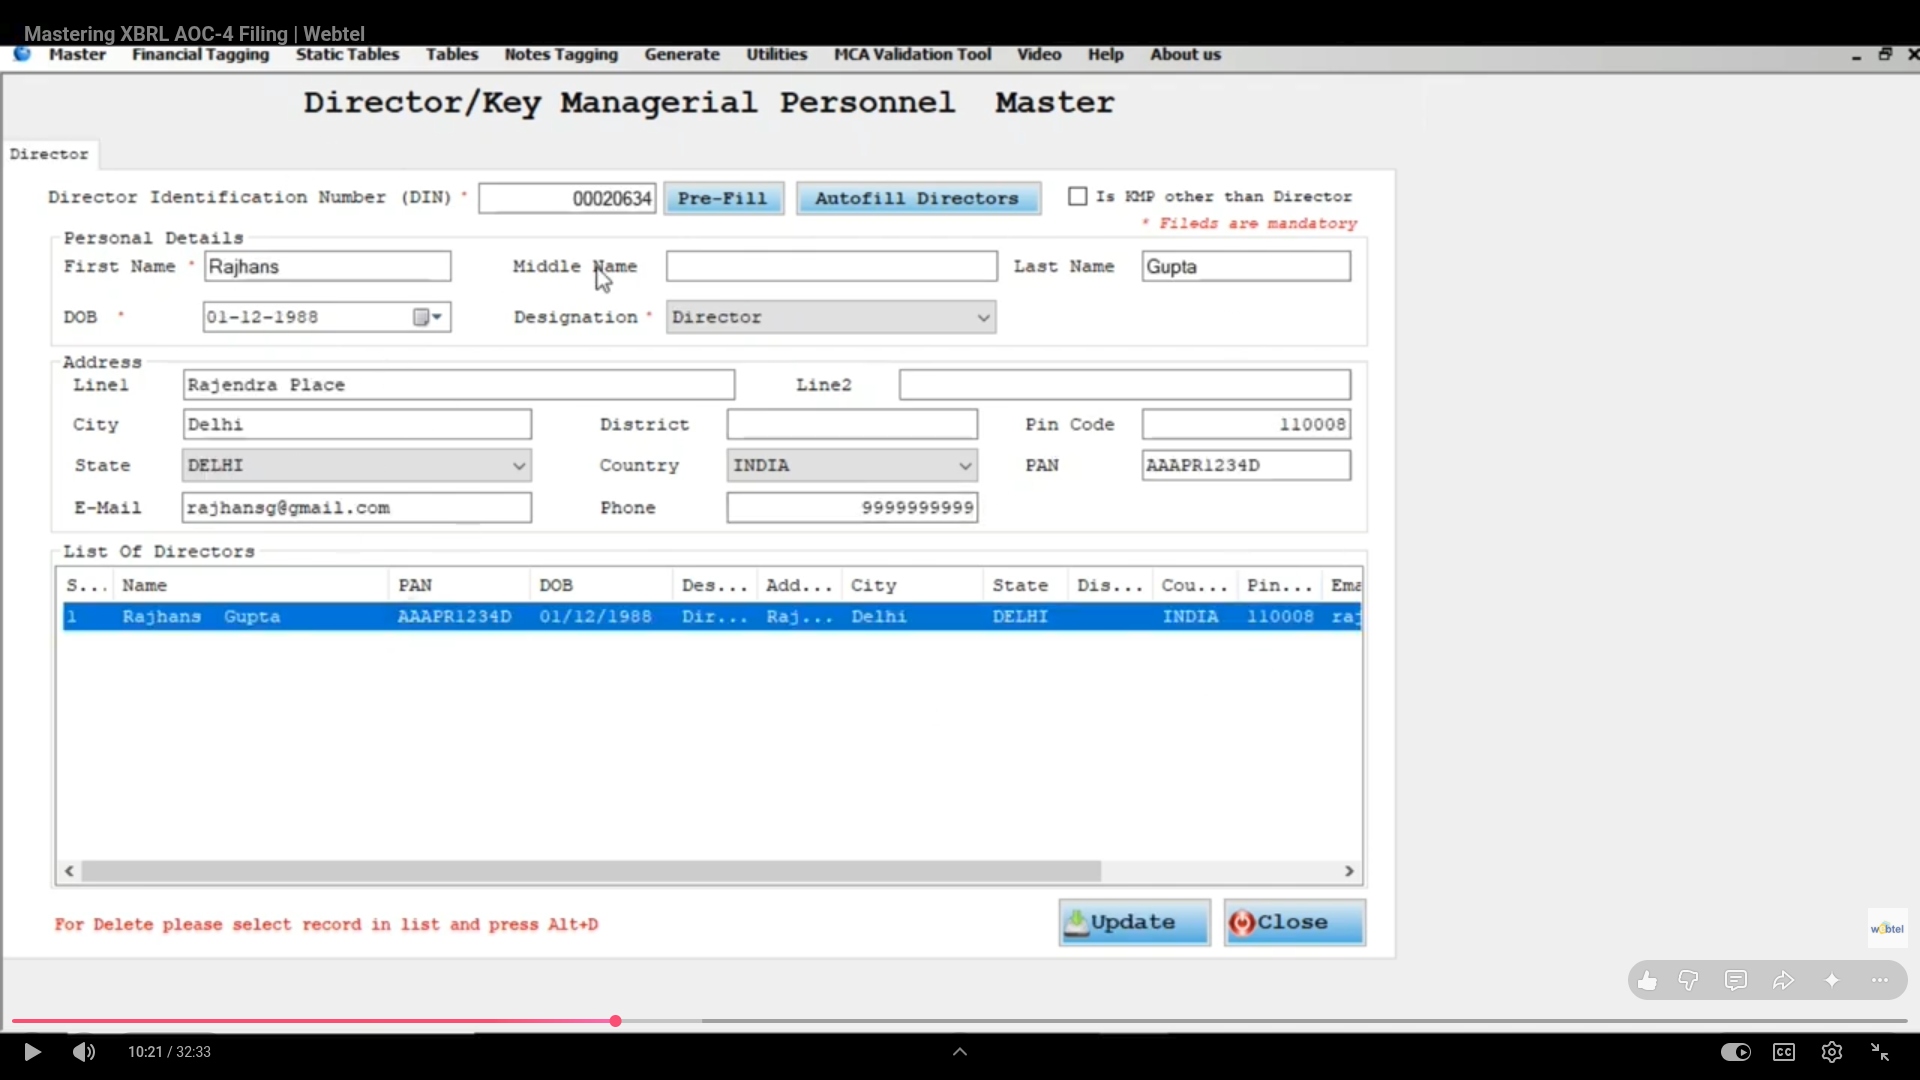 Mastering XBRL AOC-4 Filing | Webtel
Master Financial Tagging Static Tables Tables Notes Tagging Generate Utilities MCA Validation Tool Video Help About us
Director/Key Managerial Personnel Master
Director
Director Identification Number (DIN) * 00020634 Pre-Fill Autofill Directors Is KMP other than Director
* Fileds are mandatory
Personal Details
First Name * Rajhans Middle Name Last Name Gupta
DOB * 01-12-1988 Designation * Director
Address
Line1 Rajendra Place Line2
City Delhi District Pin Code 110008
State DELHI Country INDIA PAN AAAPR1234D
E-Mail rajhansg@gmail.com Phone 9999999999
List Of Directors
S... Name PAN DOB Des... Add... City State Dis... Cou... Pin... Ema
1 Rajhans Gupta AAAPR1234D 01/12/1988 Dir... Raj... Delhi DELHI INDIA 110008 raj
For Delete please select record in list and press Alt+D Update Close
webtel
10:21 / 32:33 CC